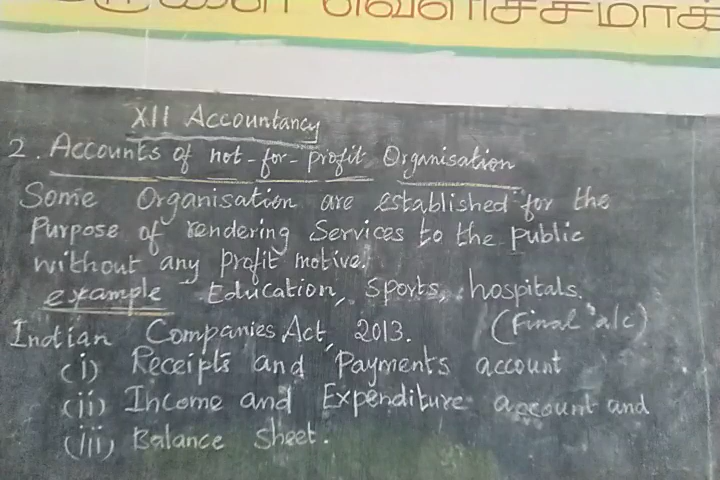 வெளிச்சமாக
XII Accountancy
2. Accounts of not-for-profit Organisation
Some Organisation are established for the
Purpose of rendering Services to the public
without any profit motive.
example Education, Sports, hospitals.
Indian Companies Act, 2013. (Final a/c)
(i) Receipts and Payments account
(ii) Income and Expenditure account and
(iii) Balance Sheet.